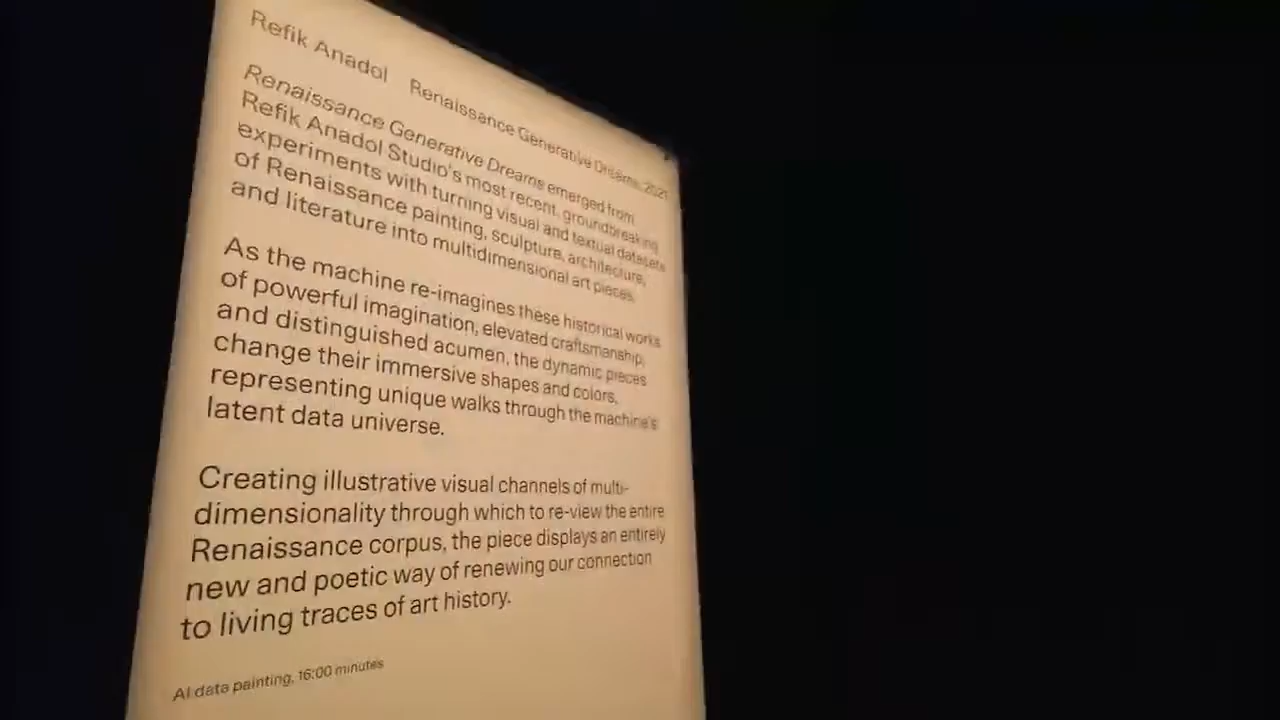 Refik Anadol Renaissance Generative Dreams, 2021
Renaissance Generative Dreams emerged from
Refik Anadol Studio's most recent, groundbreaking
experiments with turning visual and textual datasets
of Renaissance painting, sculpture, architecture,
and literature into multidimensional art pieces.
As the machine re-imagines these historical works
of powerful imagination, elevated craftsmanship,
and distinguished acumen, the dynamic pieces
change their immersive shapes and colors,
representing unique walks through the machine's
latent data universe.
Creating illustrative visual channels of multi-
dimensionality through which to re-view the entire
Renaissance corpus, the piece displays an entirely
new and poetic way of renewing our connection
to living traces of art history.
AI data painting, 16:00 minutes